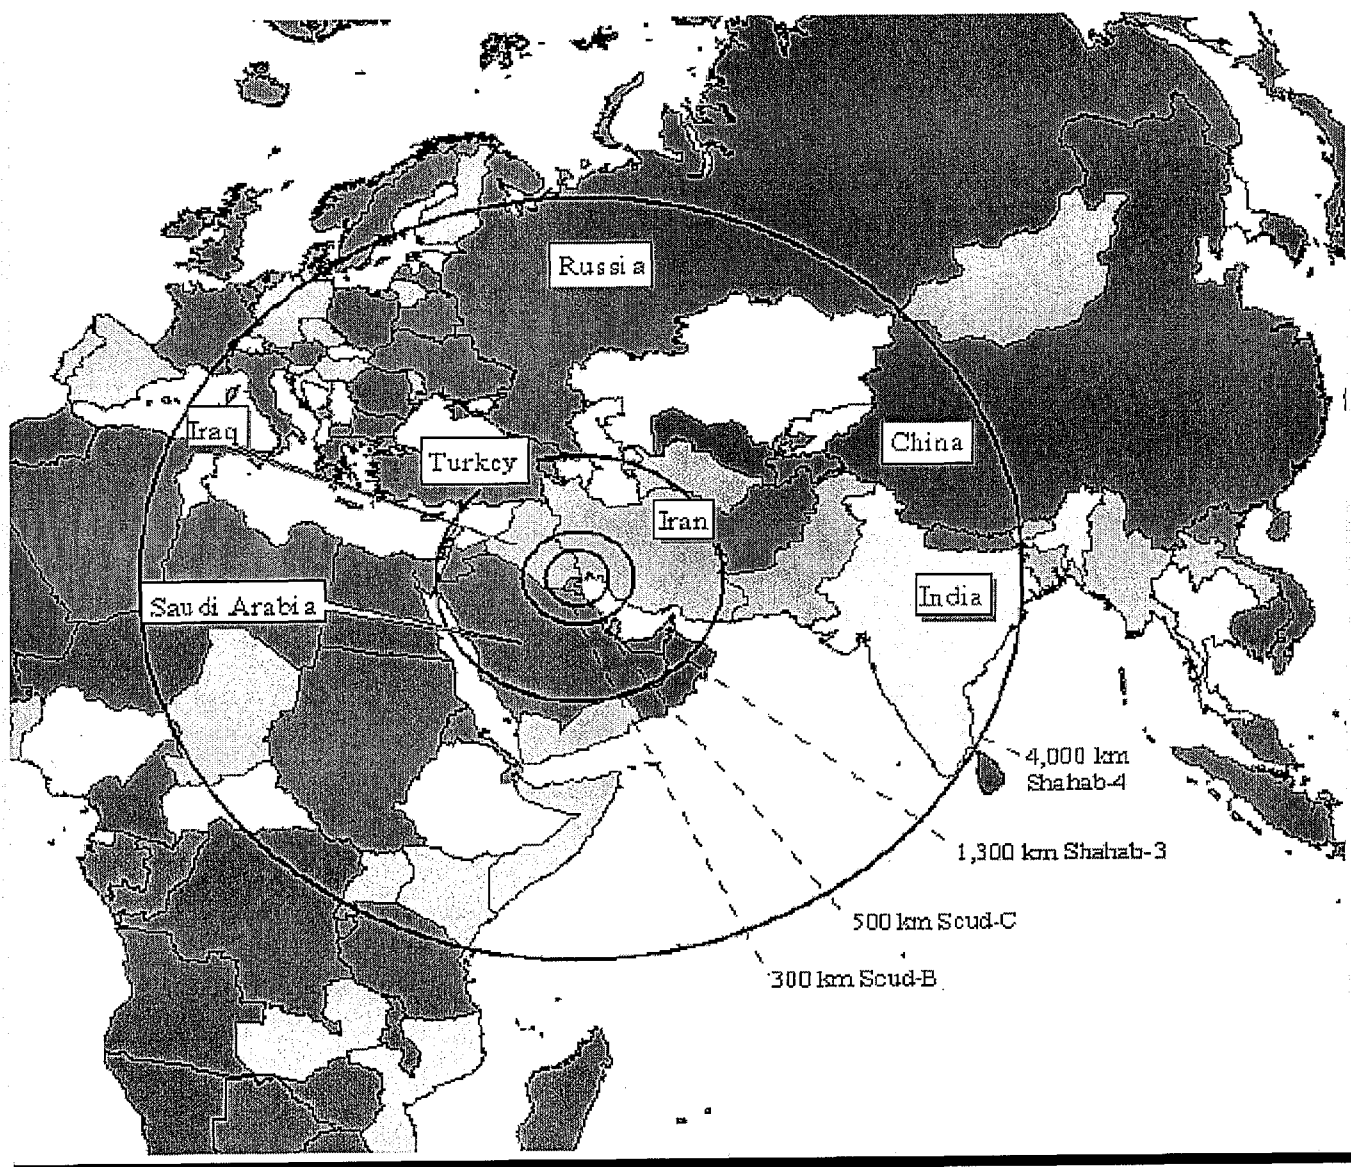 Russia
Iraq
China
Turkey
Iran
India
Saudi Arabia
4,000 km
Shahab-4
1,300 km Shahab-3
500 km Scud-C
300 km Scud-B